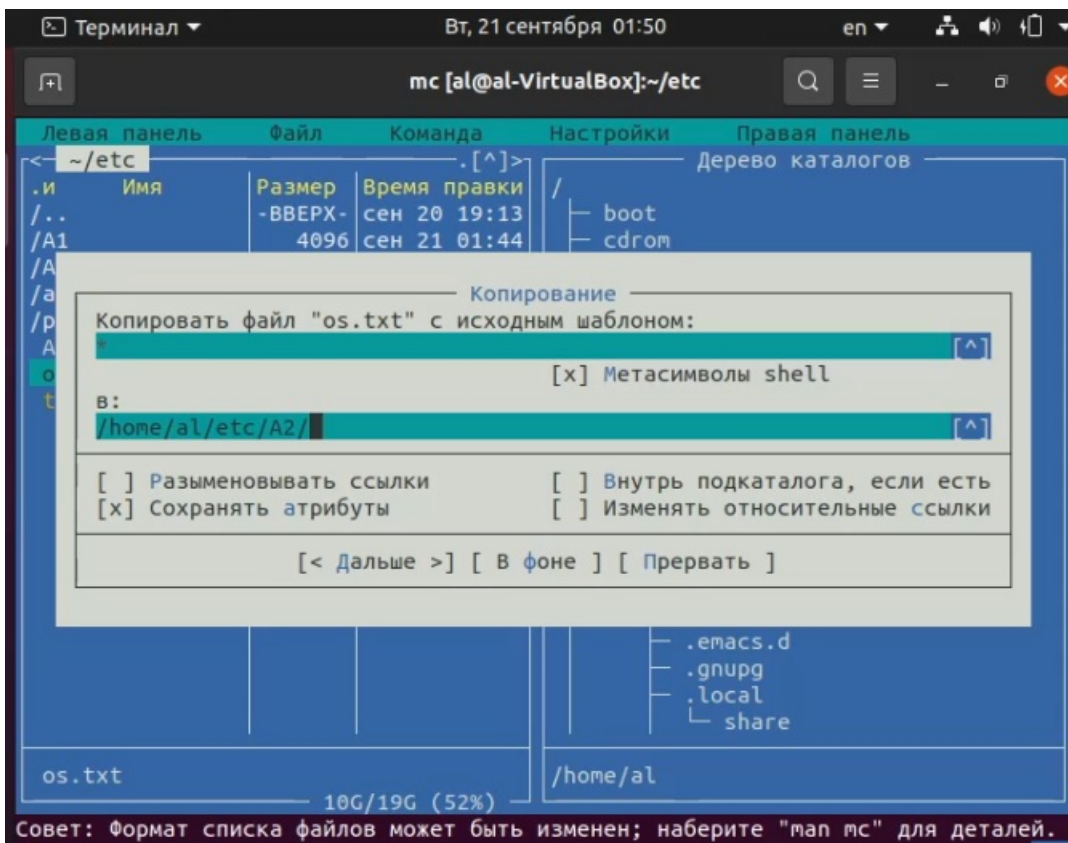 Терминал
Вт, 21 сентября 01:50
en
mc [al@al-VirtualBox]:~/etc
Левая панель Файл Команда Настройки Правая панель
<─ ~/etc .[^]>
Дерево каталогов
.и Имя Размер Время правки
/
/.. -ВВЕРХ- сен 20 19:13
boot
/A1 4096 сен 21 01:44
cdrom
/A
/a
/p
A
o
t
Копирование
Копировать файл "os.txt" с исходным шаблоном:
* [^]
[x] Метасимволы shell
в:
/home/al/etc/A2/ [^]
[ ] Разыменовывать ссылки [ ] Внутрь подкаталога, если есть
[x] Сохранять атрибуты [ ] Изменять относительные ссылки
[< Дальше >] [ В фоне ] [ Прервать ]
.emacs.d
.gnupg
.local
share
os.txt
/home/al
10G/19G (52%)
Совет: Формат списка файлов может быть изменен; наберите "man mc" для деталей.